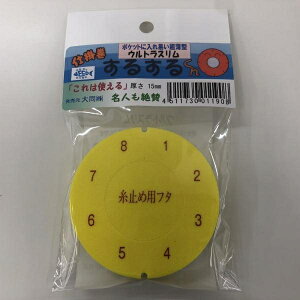 ポケットに入れ易い超薄型
仕掛巻
ウルトラスリム
するする
「これは使える」厚さ 15mm
発売元 大同㈱ 名人も絶賛
4511730011908
8 1
7 2
糸止め用フタ
6 3
5 4